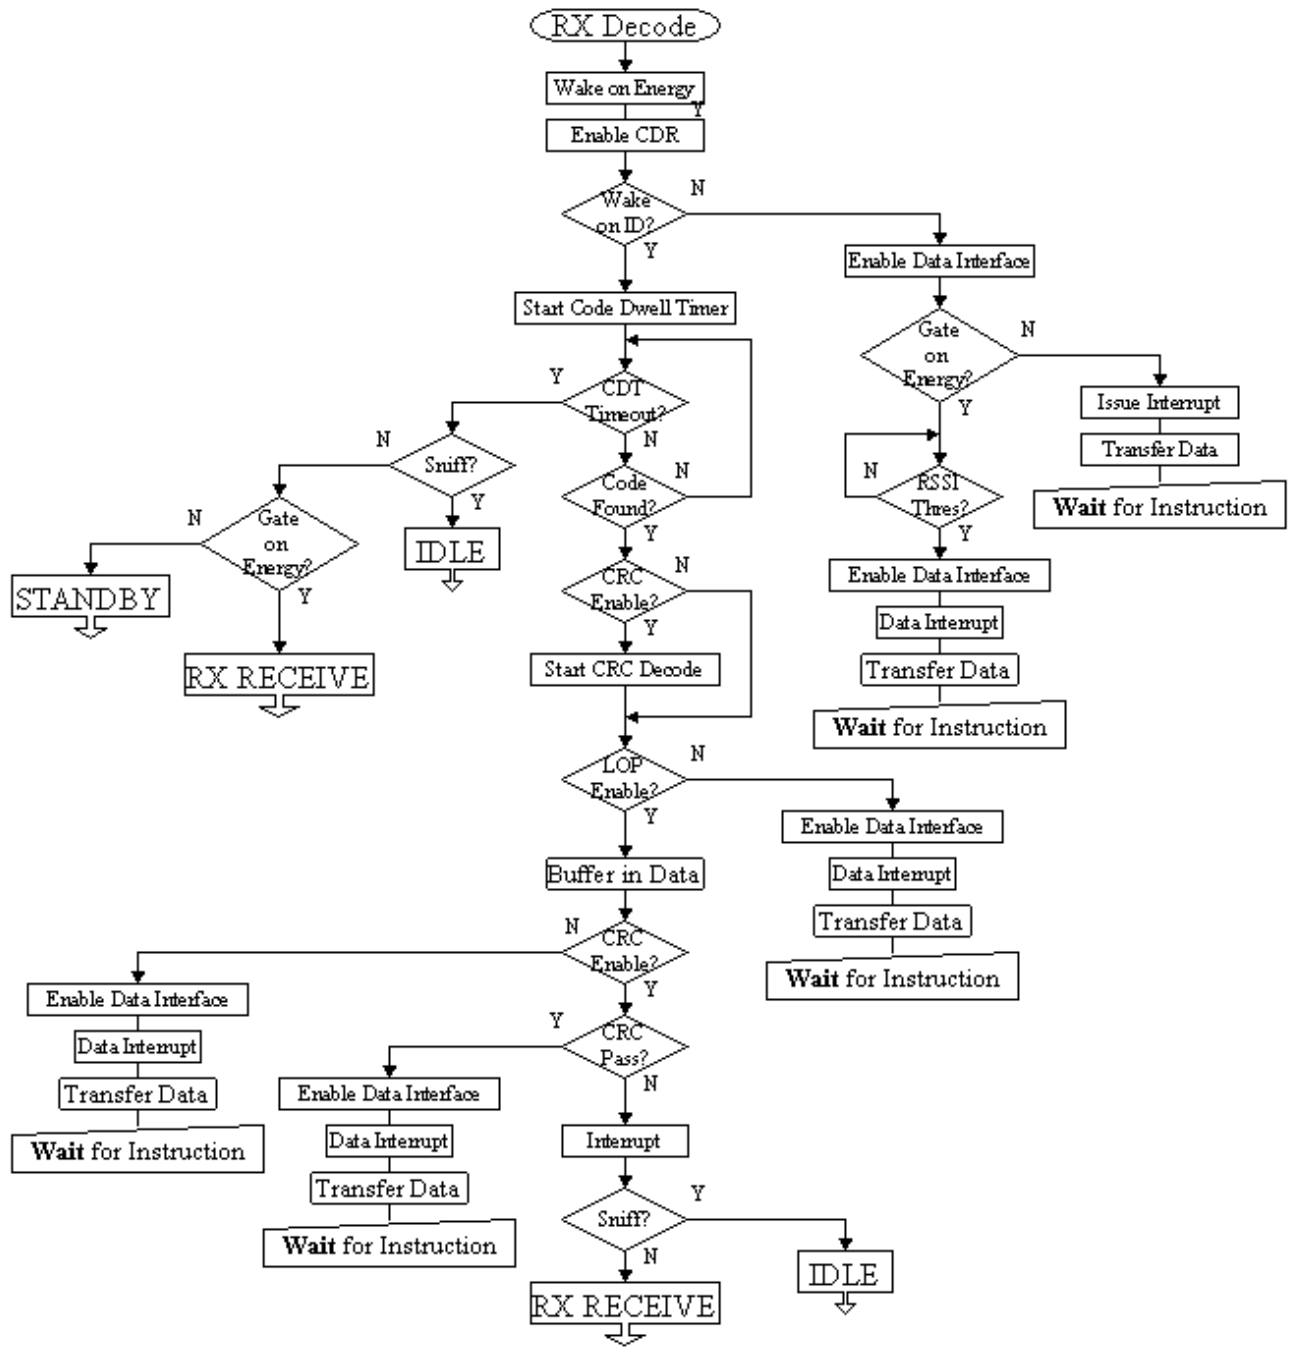 RX Decode
Wake on Energy
Y
Enable CDR
Wake
on ID?
N
Y
Enable Data Interface
Start Code Dwell Timer
Gate
on
Energy?
N
Y
Issue Interrupt
Transfer Data
Wait for Instruction
CDT
Timeout?
Y
N
Sniff?
N
Y
Code
Found?
N
Y
RSSI
Thres?
N
Y
Gate
on
Energy?
N
Y
IDLE
STANDBY
RX RECEIVE
CRC
Enable?
N
Y
Start CRC Decode
Enable Data Interface
Data Interrupt
Transfer Data
Wait for Instruction
LOP
Enable?
N
Y
Enable Data Interface
Data Interrupt
Transfer Data
Wait for Instruction
Buffer in Data
CRC
Enable?
N
Y
Enable Data Interface
Data Interrupt
Transfer Data
Wait for Instruction
CRC
Pass?
Y
N
Enable Data Interface
Data Interrupt
Transfer Data
Wait for Instruction
Interrupt
Sniff?
Y
N
IDLE
RX RECEIVE